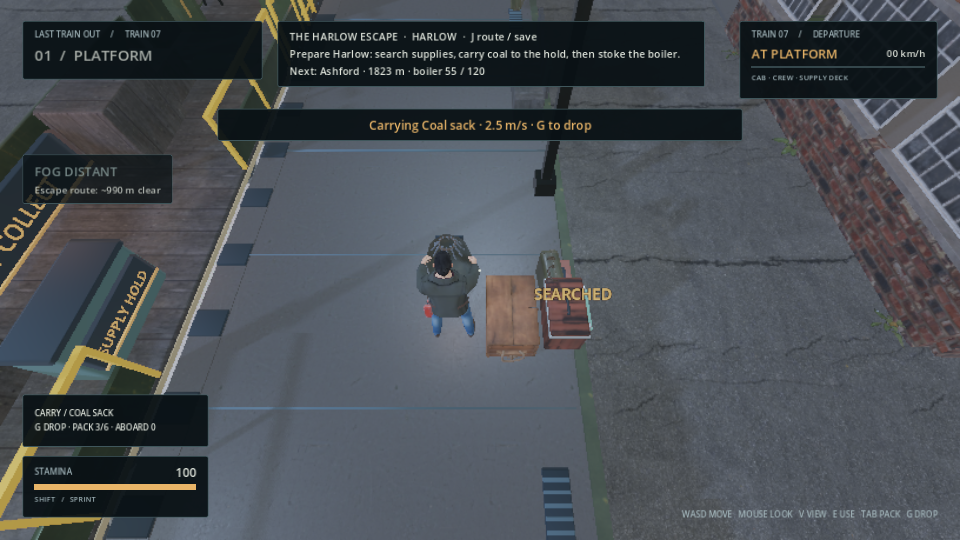 LAST TRAIN OUT / TRAIN 07
01 / PLATFORM
THE HARLOW ESCAPE · HARLOW · J route / save
Prepare Harlow: search supplies, carry coal to the hold, then stoke the boiler.
Next: Ashford · 1823 m · boiler 55 / 120
TRAIN 07 / DEPARTURE
AT PLATFORM 00 km/h
CAB · CREW · SUPPLY DECK
Carrying Coal sack · 2.5 m/s · G to drop
FOG DISTANT
Escape route: ~990 m clear
COLLECT
SUPPLY HOLD
SEARCHED
CARRY / COAL SACK
G DROP · PACK 3/6 · ABOARD 0
STAMINA 100
SHIFT / SPRINT
WASD MOVE MOUSE LOOK V VIEW E USE TAB PACK G DROP